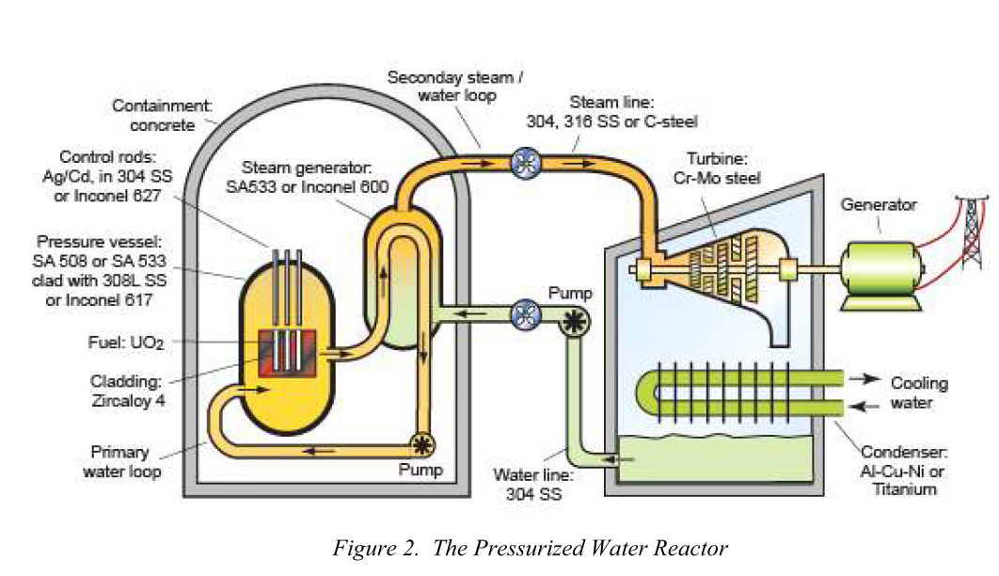 Seconday steam /
water loop
Containment:
concrete
Steam line:
304, 316 SS or C-steel
Control rods:
Ag/Cd, in 304 SS
or Inconel 627
Steam generator:
SA533 or Inconel 600
Turbine:
Cr-Mo steel
Generator
Pressure vessel:
SA 508 or SA 533
clad with 308L SS
or Inconel 617
Pump
Fuel: UO2
Cladding:
Zircaloy 4
Cooling
water
Primary
water loop
Pump
Water line:
304 SS
Condenser:
Al-Cu-Ni or
Titanium
Figure 2. The Pressurized Water Reactor